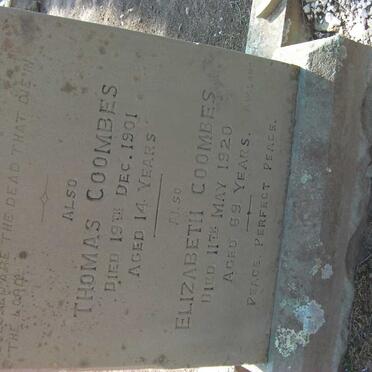 ARE THE DEAD THAT DIE IN
THE LORD
ALSO
THOMAS COOMBES
DIED 19TH DEC. 1901
AGED 14 YEARS
ALSO
ELIZABETH COOMBES
DIED 11TH MAY 1920
AGED 69 YEARS.
PEACE, PERFECT PEACE.